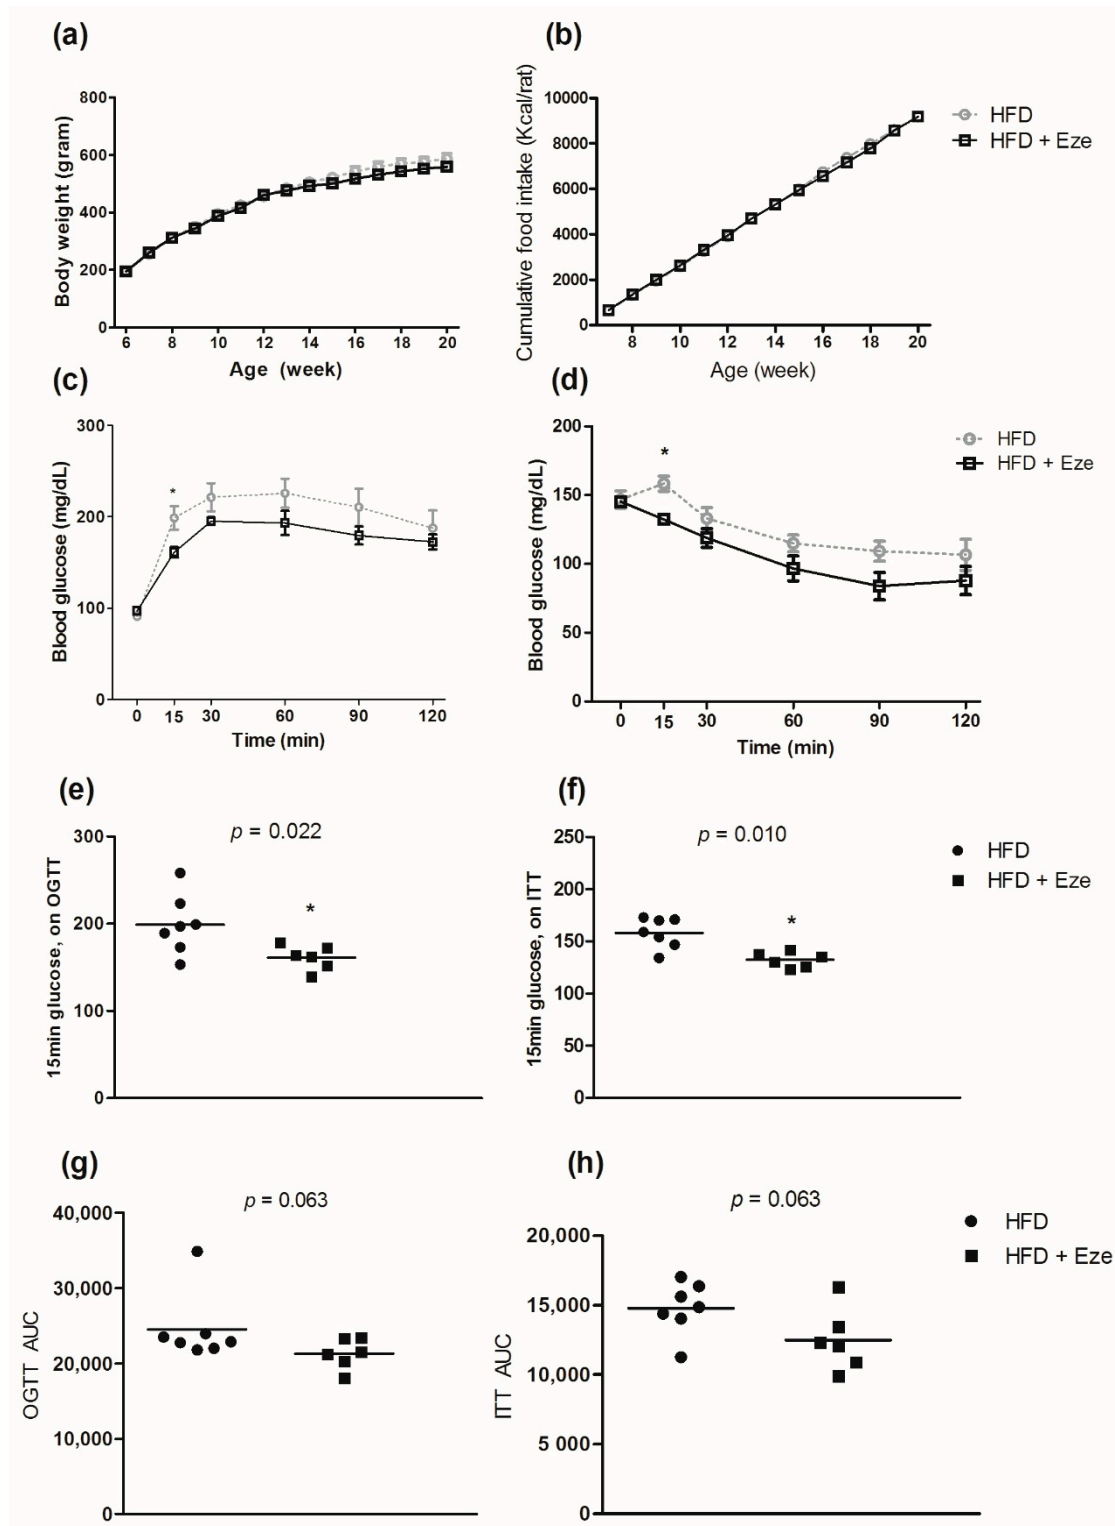 (a)
Body weight (gram)
800
600
400
200
0
6 8 10 12 14 16 18 20
Age (week)
(b)
Cumulative food intake (Kcal/rat)
10000
8000
6000
4000
2000
0
8 10 12 14 16 18 20
Age (week)
HFD
HFD + Eze
(c)
Blood glucose (mg/dL)
300
200
100
0
*
0 15 30 60 90 120
Time (min)
(d)
Blood glucose (mg/dL)
200
150
100
50
0
*
0 15 30 60 90 120
Time (min)
HFD
HFD + Eze
(e)
p = 0.022
15min glucose, on OGTT
300
200
100
0
*
(f)
p = 0.010
15min glucose, on ITT
250
200
150
100
50
0
*
HFD
HFD + Eze
(g)
p = 0.063
OGTT AUC
40,000
30,000
20,000
10,000
0
(h)
p = 0.063
ITT AUC
20,000
15,000
10,000
5 000
0
HFD
HFD + Eze